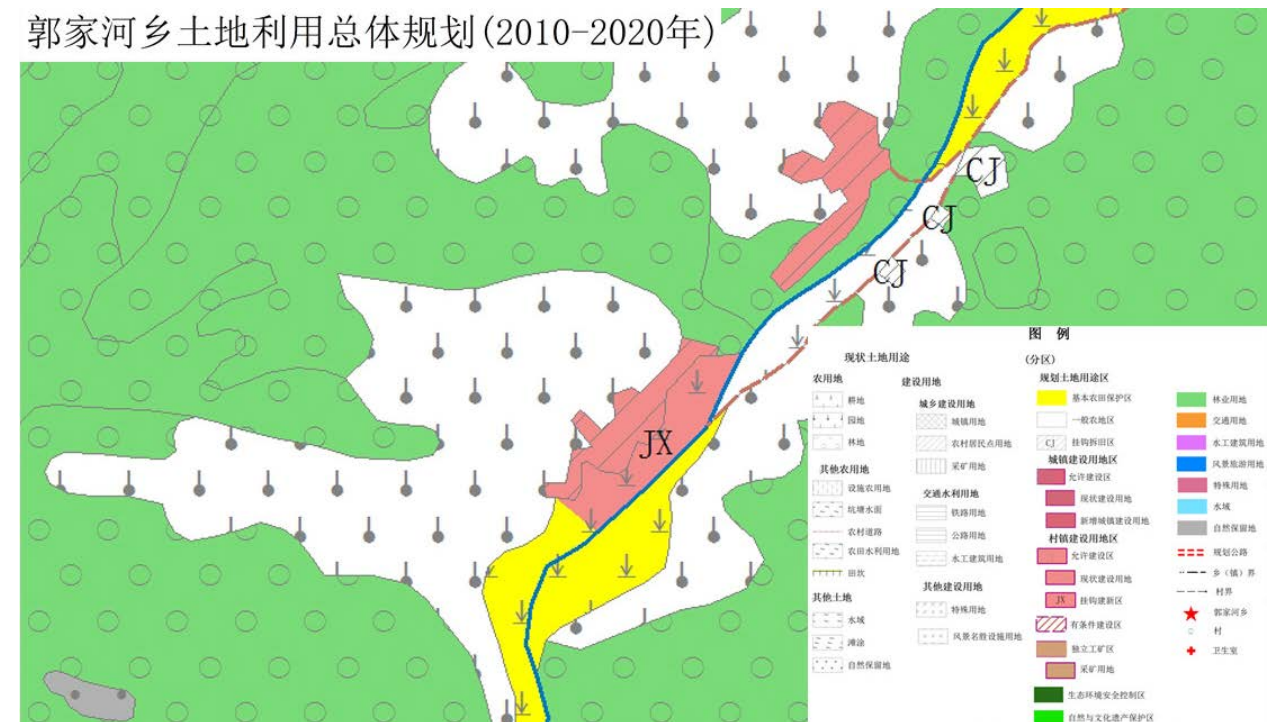 郭家河乡土地利用总体规划(2010-2020年)
CJ
CJ
CJ
JX
图 例
现状土地用途
农用地
耕地
园地
林地
其他农用地
设施农用地
坑塘水面
农村道路
农田水利用地
田坎
其他土地
水域
滩涂
自然保留地
建设用地
城乡建设用地
城镇用地
农村居民点用地
采矿用地
交通水利用地
铁路用地
公路用地
水工建筑用地
其他建设用地
特殊用地
风景名胜设施用地
(分区)
规划土地用途区
基本农田保护区
一般农地区
CJ 挂钩拆旧区
城镇建设用地区
允许建设区
现状建设用地
新增城镇建设用地
村镇建设用地区
允许建设区
现状建设用地
JX 挂钩建新区
有条件建设区
独立工矿区
采矿用地
生态环境安全控制区
自然与文化遗产保护区
林业用地
交通用地
水工建筑用地
风景旅游用地
特殊用地
水域
自然保留地
规划公路
乡（镇）界
村界
郭家河乡
村
卫生室